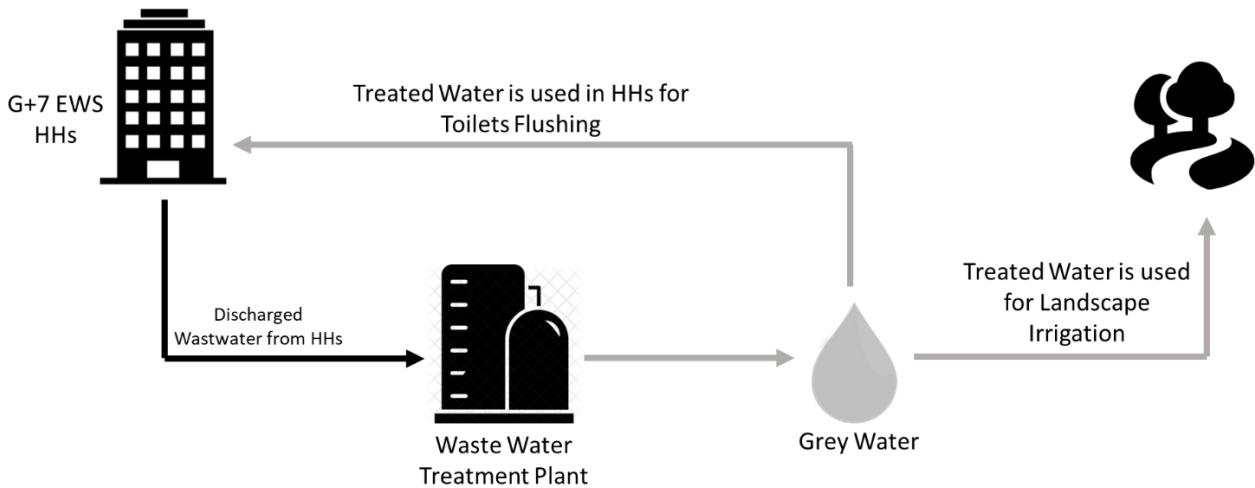 G+7 EWS
HHs
Treated Water is used in HHs for
Toilets Flushing
Discharged
Wastwater from HHs
Waste Water
Treatment Plant
Grey Water
Treated Water is used
for Landscape
Irrigation